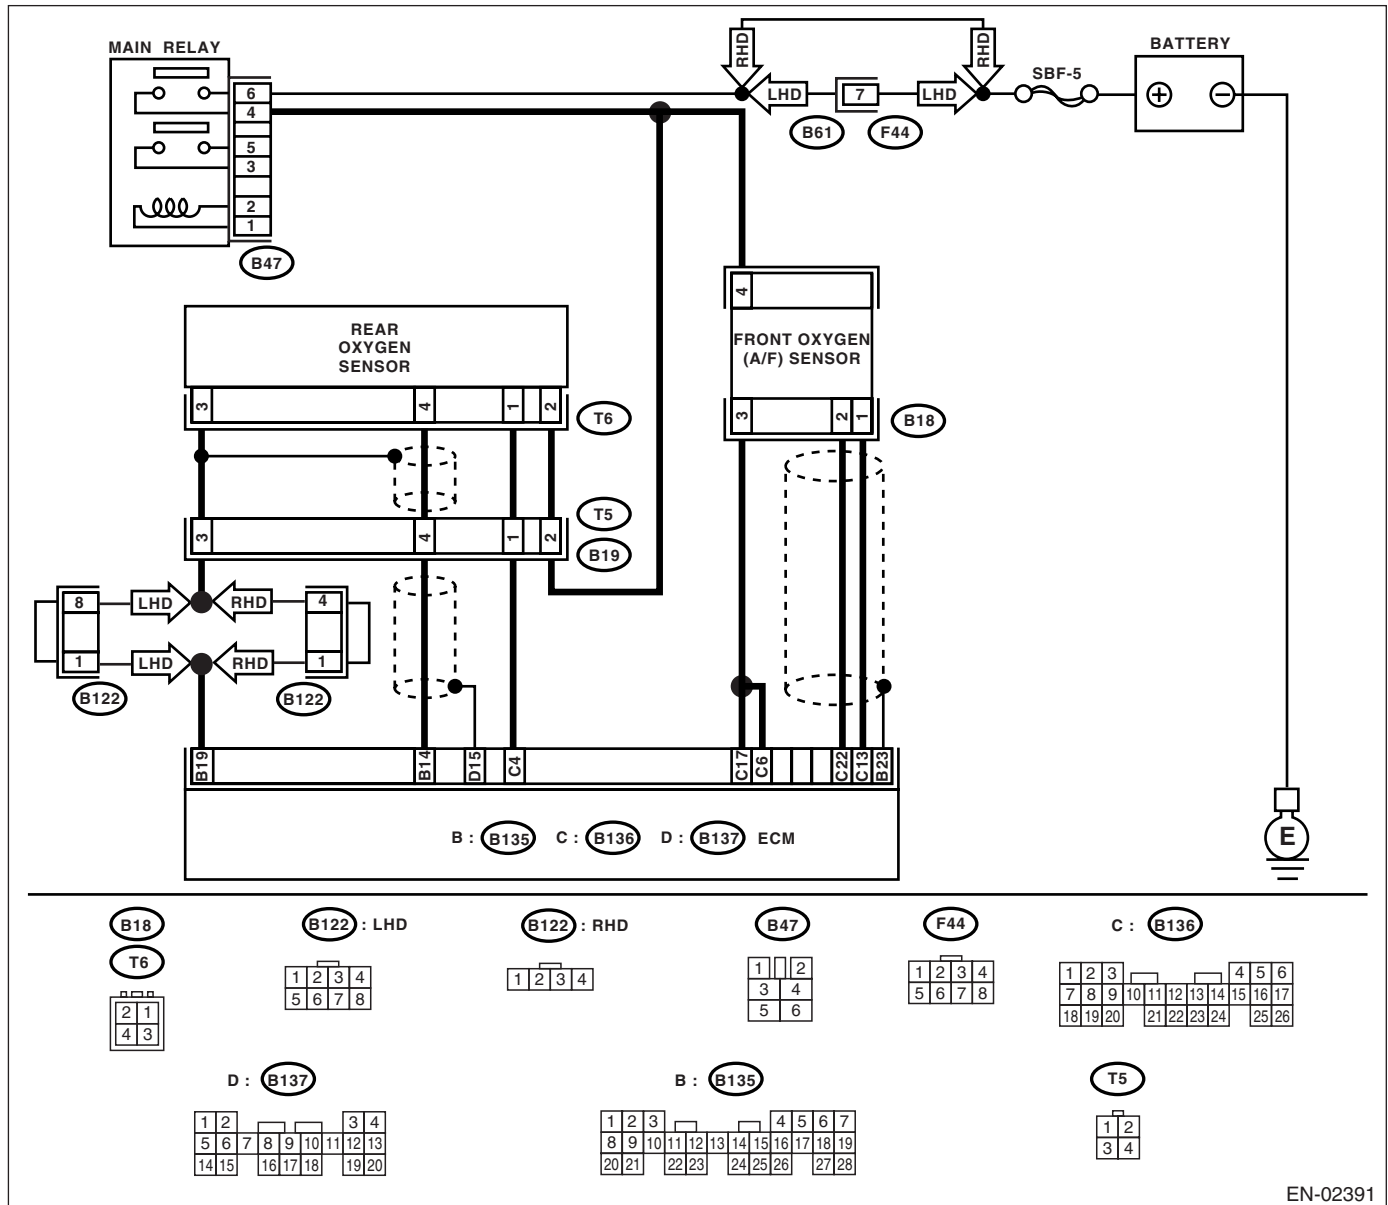 MAIN RELAY
6
4
5
3
2
1
B47
RHD
RHD
LHD
7
LHD
B61
F44
SBF-5
BATTERY
+
−
REAR
OXYGEN
SENSOR
3
4
1
2
T6
3
4
1
2
T5
B19
4
FRONT OXYGEN
(A/F) SENSOR
3
2
1
B18
8
LHD
RHD
4
1
LHD
RHD
1
B122
B122
B19
B14
D15
C4
C17
C6
C22
C13
B23
B : B135 C : B136 D : B137 ECM
E
B18
T6
2 1
4 3
B122 : LHD
1 2 3 4
5 6 7 8
B122 : RHD
1 2 3 4
B47
1 2
3 4
5 6
F44
1 2 3 4
5 6 7 8
C : B136
1 2 3 4 5 6
7 8 9 10 11 12 13 14 15 16 17
18 19 20 21 22 23 24 25 26
D : B137
1 2 3 4
5 6 7 8 9 10 11 12 13
14 15 16 17 18 19 20
B : B135
1 2 3 4 5 6 7
8 9 10 11 12 13 14 15 16 17 18 19
20 21 22 23 24 25 26 27 28
T5
1 2
3 4
EN-02391